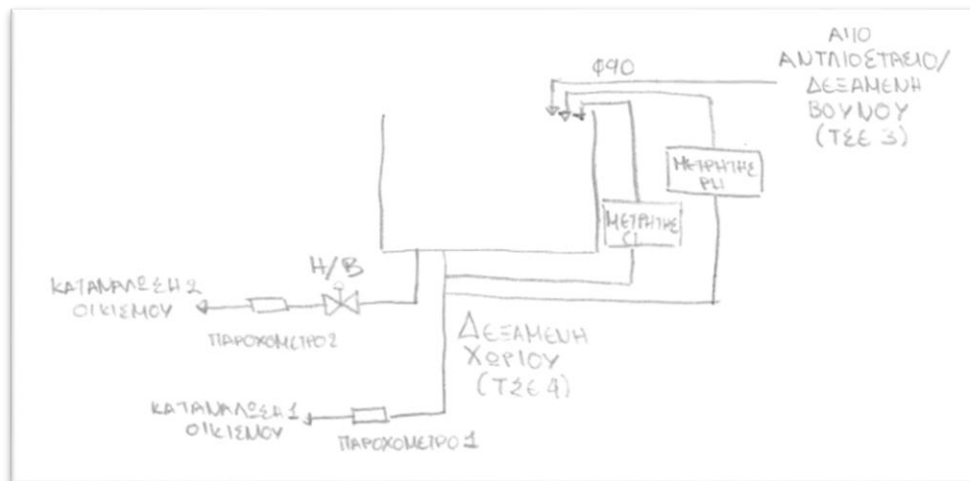 ΑΠΟ
ΑΝΤΛΙΟΣΤΑΣΙΟ/
ΔΕΞΑΜΕΝΗ
ΒΟΥΝΟΥ
(ΤΣΕ 3)
Φ90
ΜΕΤΡΗΤΗΣ
PH
ΜΕΤΡΗΤΗΣ
Cl
Η/Β
ΚΑΤΑΝΑΛΩΣΗ 2
ΟΙΚΙΣΜΟΥ
ΠΑΡΟΧΟΜΕΤΡΟ 2
ΔΕΞΑΜΕΝΗ
ΧΩΡΙΟΥ
(ΤΣΕ 4)
ΚΑΤΑΝΑΛΩΣΗ 1
ΟΙΚΙΣΜΟΥ
ΠΑΡΟΧΟΜΕΤΡΟ 1